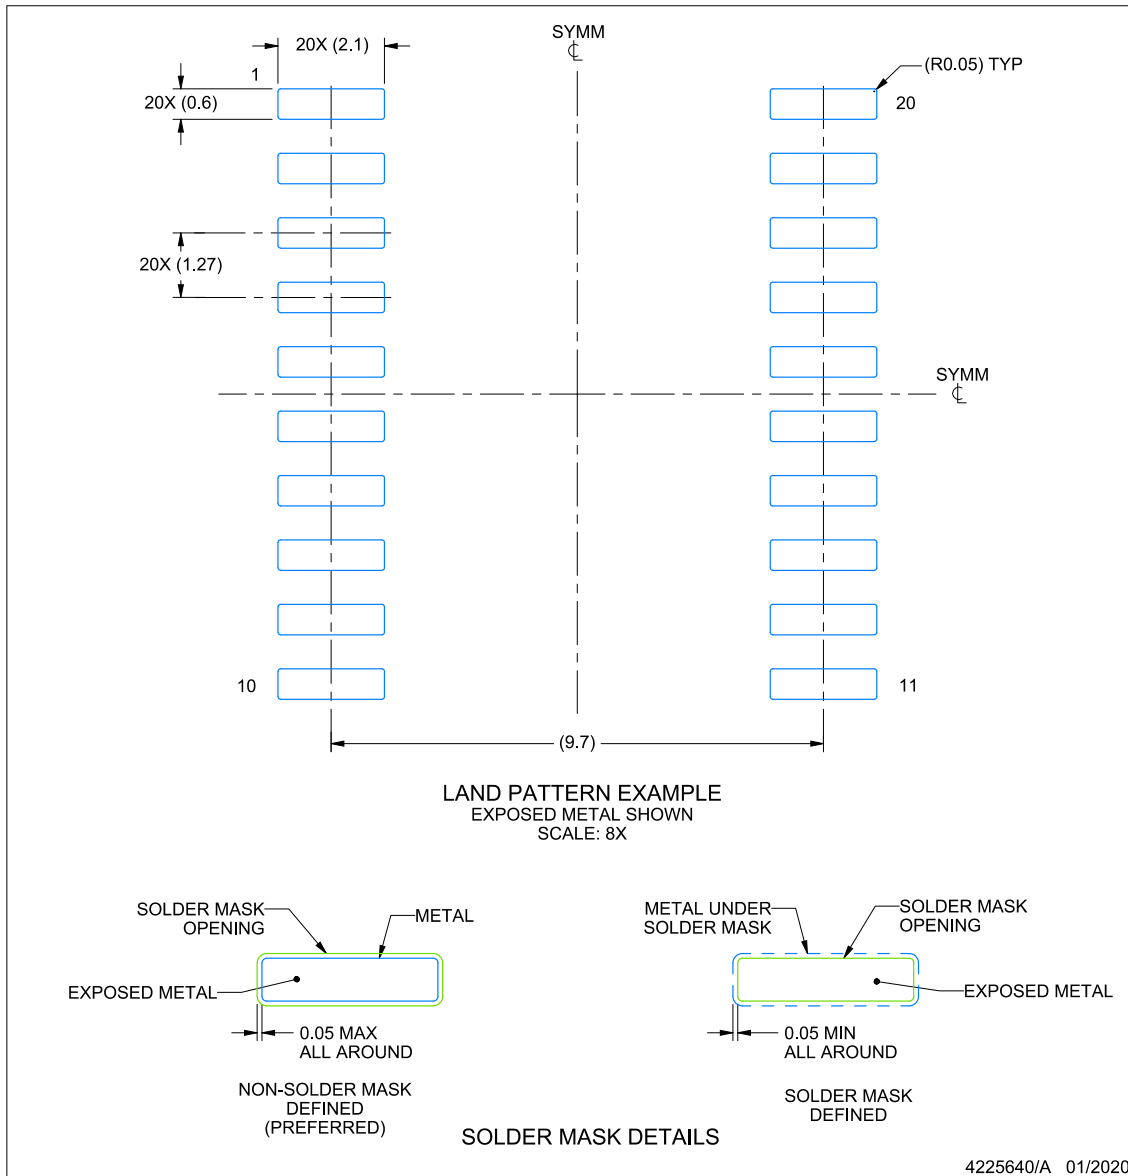 SYMM
℄
20X (2.1)
(R0.05) TYP
1
20X (0.6)
20
20X (1.27)
SYMM
℄
10
11
(9.7)
LAND PATTERN EXAMPLE
EXPOSED METAL SHOWN
SCALE: 8X
SOLDER MASK
OPENING
METAL
EXPOSED METAL
0.05 MAX
ALL AROUND
NON-SOLDER MASK
DEFINED
(PREFERRED)
METAL UNDER
SOLDER MASK
SOLDER MASK
OPENING
EXPOSED METAL
0.05 MIN
ALL AROUND
SOLDER MASK
DEFINED
SOLDER MASK DETAILS
4225640/A 01/2020